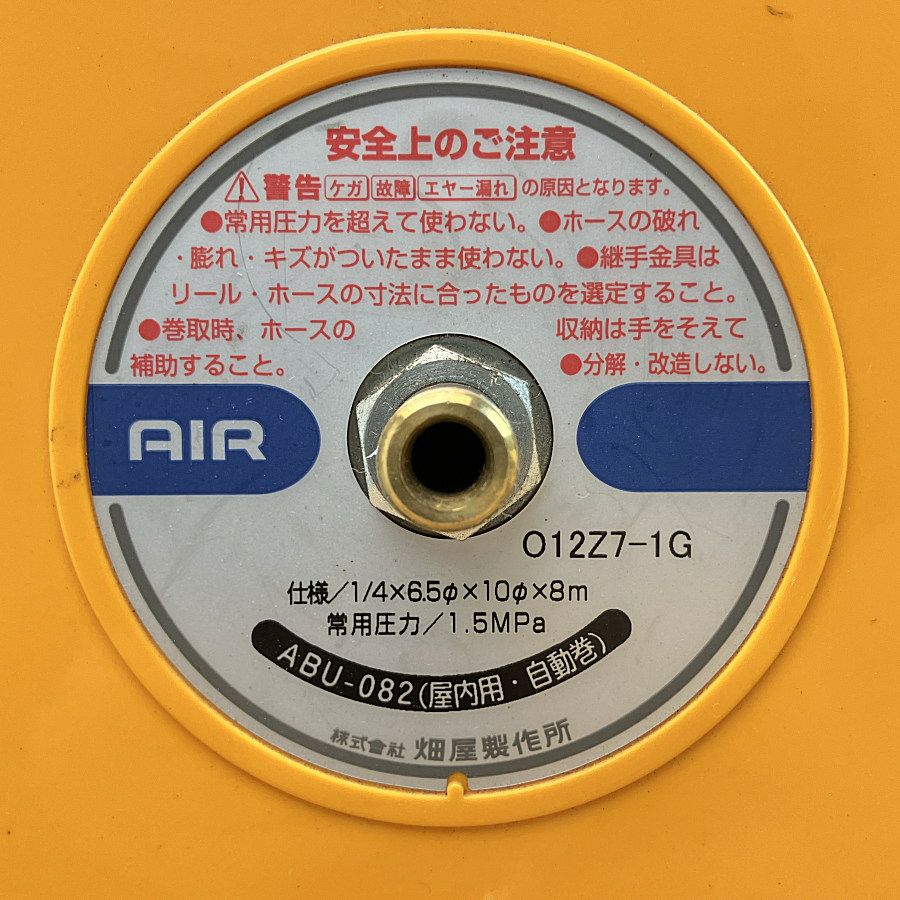 安全上のご注意
⚠警告 ケガ 故障 エヤー漏れ の原因となります。
●常用圧力を超えて使わない。●ホースの破れ
・膨れ・キズがついたまま使わない。●継手金具は
リール・ホースの寸法に合ったものを選定すること。
●巻取時、ホースの 収納は手をそえて
補助すること。 ●分解・改造しない。
AIR
O12Z7-1G
仕様/1/4×6.5φ×10φ×8m
常用圧力/1.5MPa
ABU-082(屋内用・自動巻)
株式會社 畑屋製作所